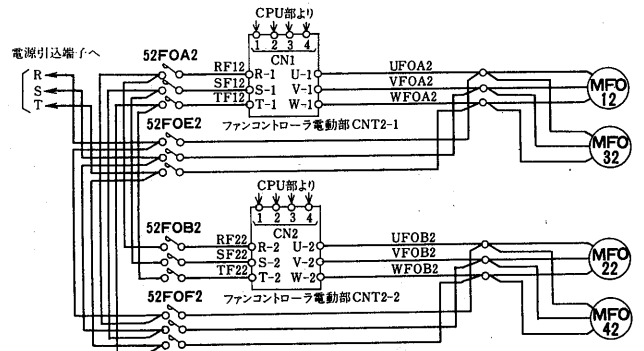 CPU部より
1 2 3 4
CN1
電源引込端子へ
R
S
T
52FOA2
RF12
SF12
TF12
R-1 U-1
S-1 V-1
T-1 W-1
UFOA2
VFOA2
WFOA2
MFO
12
ファンコントローラ電動部CNT2-1
52FOE2
MFO
32
CPU部より
1 2 3 4
CN2
52FOB2
RF22
SF22
TF22
R-2 U-2
S-2 V-2
T-2 W-2
UFOB2
VFOB2
WFOB2
MFO
22
ファンコントローラ電動部CNT2-2
52FOF2
MFO
42